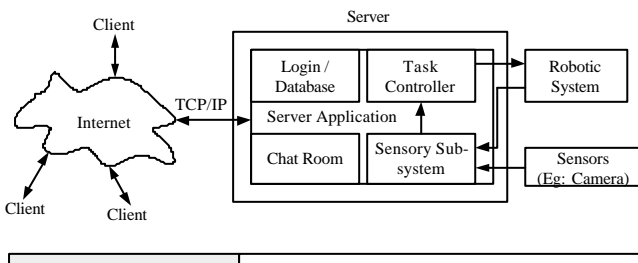 Server
Client
Login /
Database
Task
Controller
Robotic
System
TCP/IP
Internet
Server Application
Chat Room
Sensory Sub-
system
Sensors
(Eg: Camera)
Client
Client